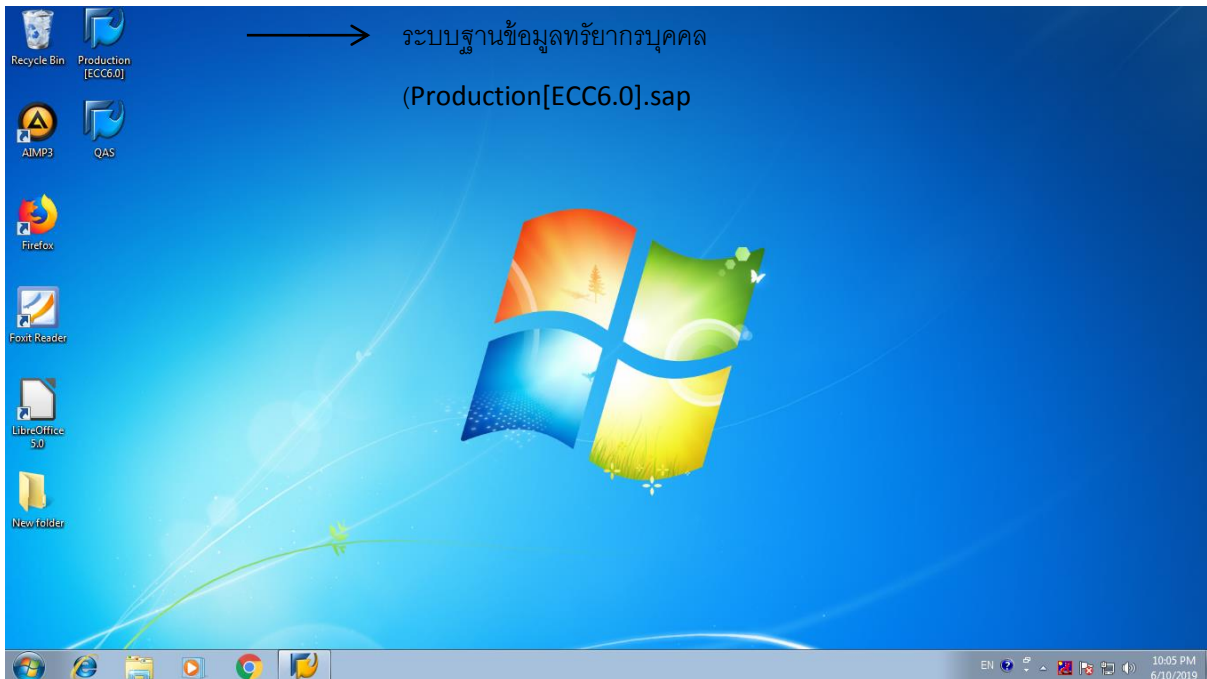 ระบบฐานข้อมูลทรัยากรบุคคล
(Production[ECC6.0].sap
Recycle Bin
Production
[ECC6.0]
AIMP3
QAS
Firefox
Foxit Reader
LibreOffice
5.0
New folder
EN
10:05 PM
6/10/2019